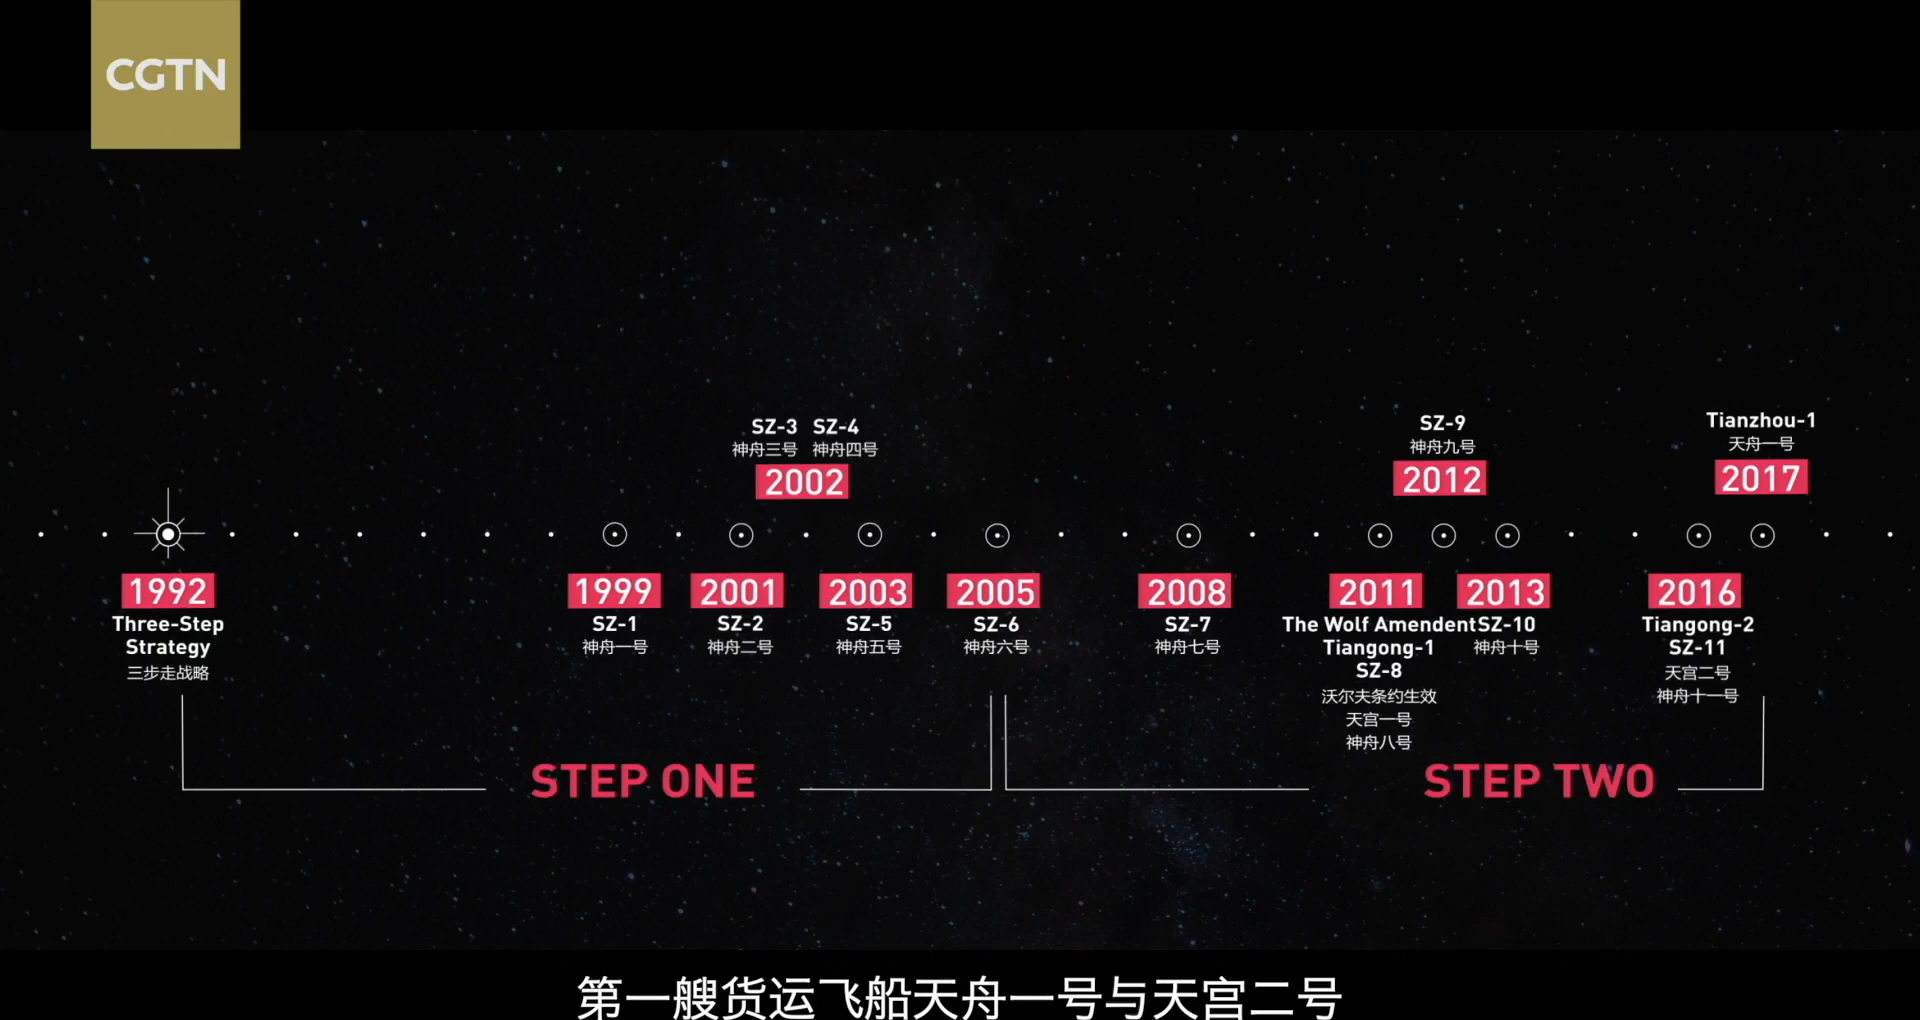 CGTN
SZ-3 SZ-4
神舟三号 神舟四号
2002
SZ-9
神舟九号
2012
Tianzhou-1
天舟一号
2017
1992
Three-Step
Strategy
三步走战略
1999
SZ-1
神舟一号
2001
SZ-2
神舟二号
2003
SZ-5
神舟五号
2005
SZ-6
神舟六号
2008
SZ-7
神舟七号
2011
The Wolf Amendent
Tiangong-1
SZ-8
沃尔夫条约生效
天宫一号
神舟八号
2013
SZ-10
神舟十号
2016
Tiangong-2
SZ-11
天宫二号
神舟十一号
STEP ONE
STEP TWO
第一艘货运飞船天舟一号与天宫二号